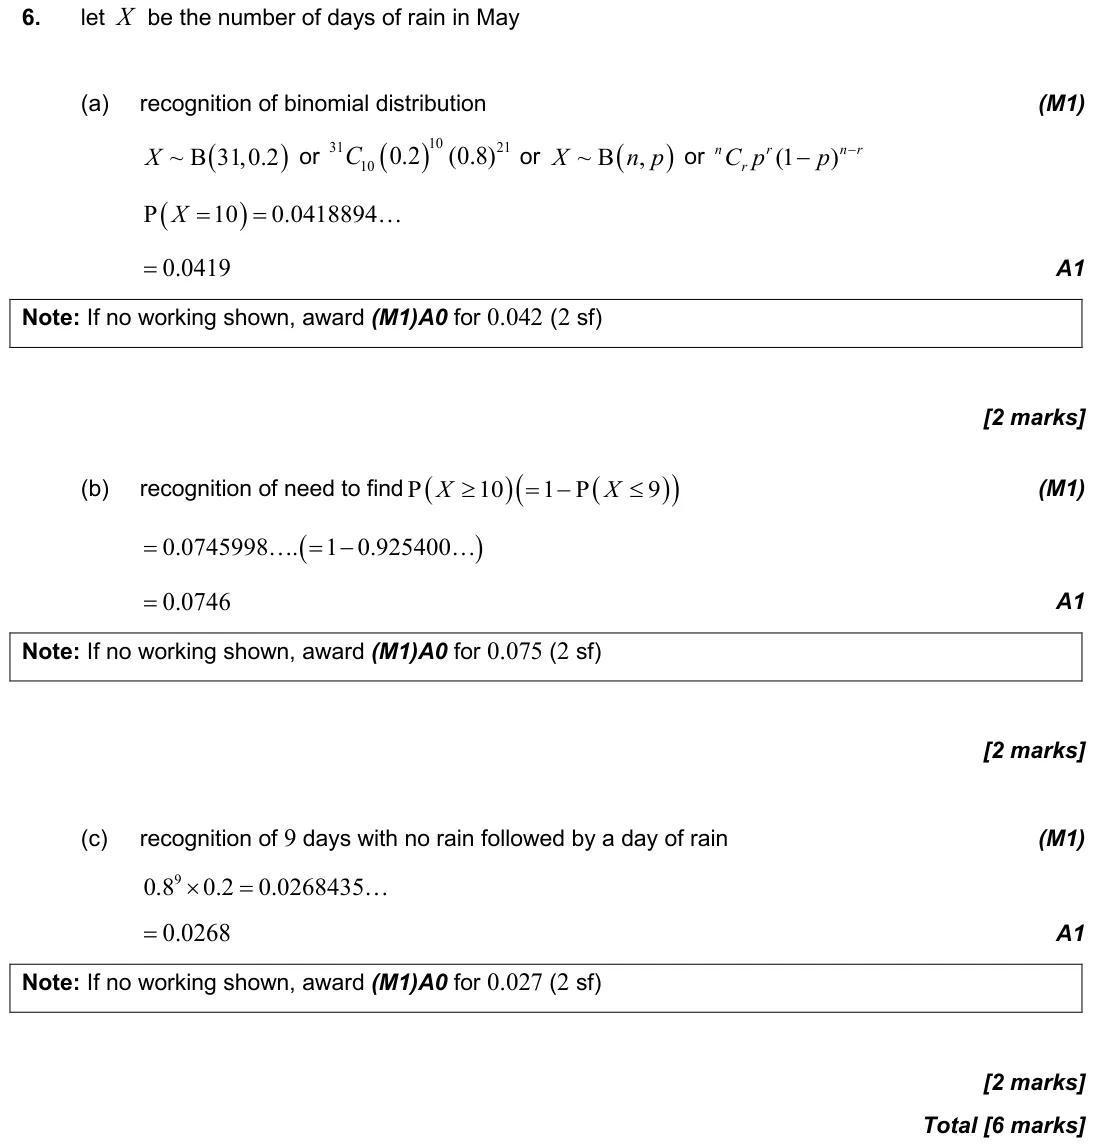 6. let X be the number of days of rain in May
(a) recognition of binomial distribution (M1)
X ~ B(31,0.2) or ³¹C₁₀(0.2)¹⁰(0.8)²¹ or X ~ B(n, p) or ⁿCᵣpʳ(1− p)ⁿ⁻ʳ
P(X =10) = 0.0418894…
= 0.0419 A1
Note: If no working shown, award (M1)A0 for 0.042 (2 sf)
[2 marks]
(b) recognition of need to find P(X ≥10)(=1−P(X ≤9)) (M1)
= 0.0745998….(=1−0.925400…)
= 0.0746 A1
Note: If no working shown, award (M1)A0 for 0.075 (2 sf)
[2 marks]
(c) recognition of 9 days with no rain followed by a day of rain (M1)
0.8⁹×0.2 = 0.0268435…
= 0.0268 A1
Note: If no working shown, award (M1)A0 for 0.027 (2 sf)
[2 marks]
Total [6 marks]